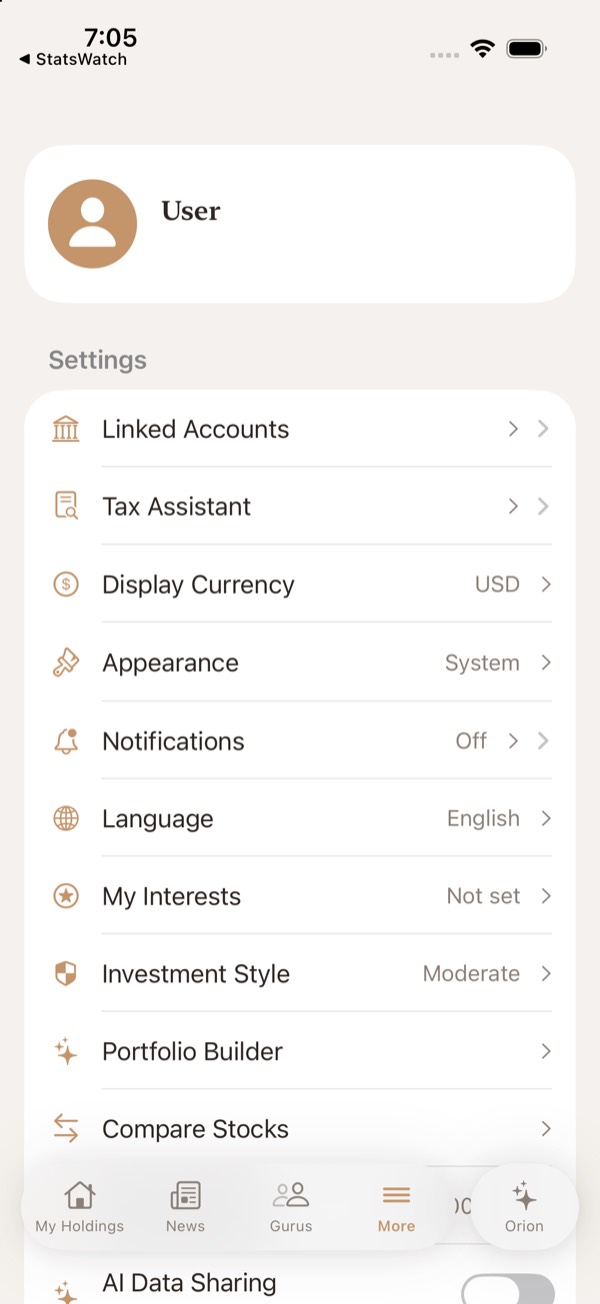 7:05
◀ StatsWatch
User
Settings
Linked Accounts
Tax Assistant
Display Currency USD
Appearance System
Notifications Off
Language English
My Interests Not set
Investment Style Moderate
Portfolio Builder
Compare Stocks
My Holdings News Gurus More Orion
AI Data Sharing